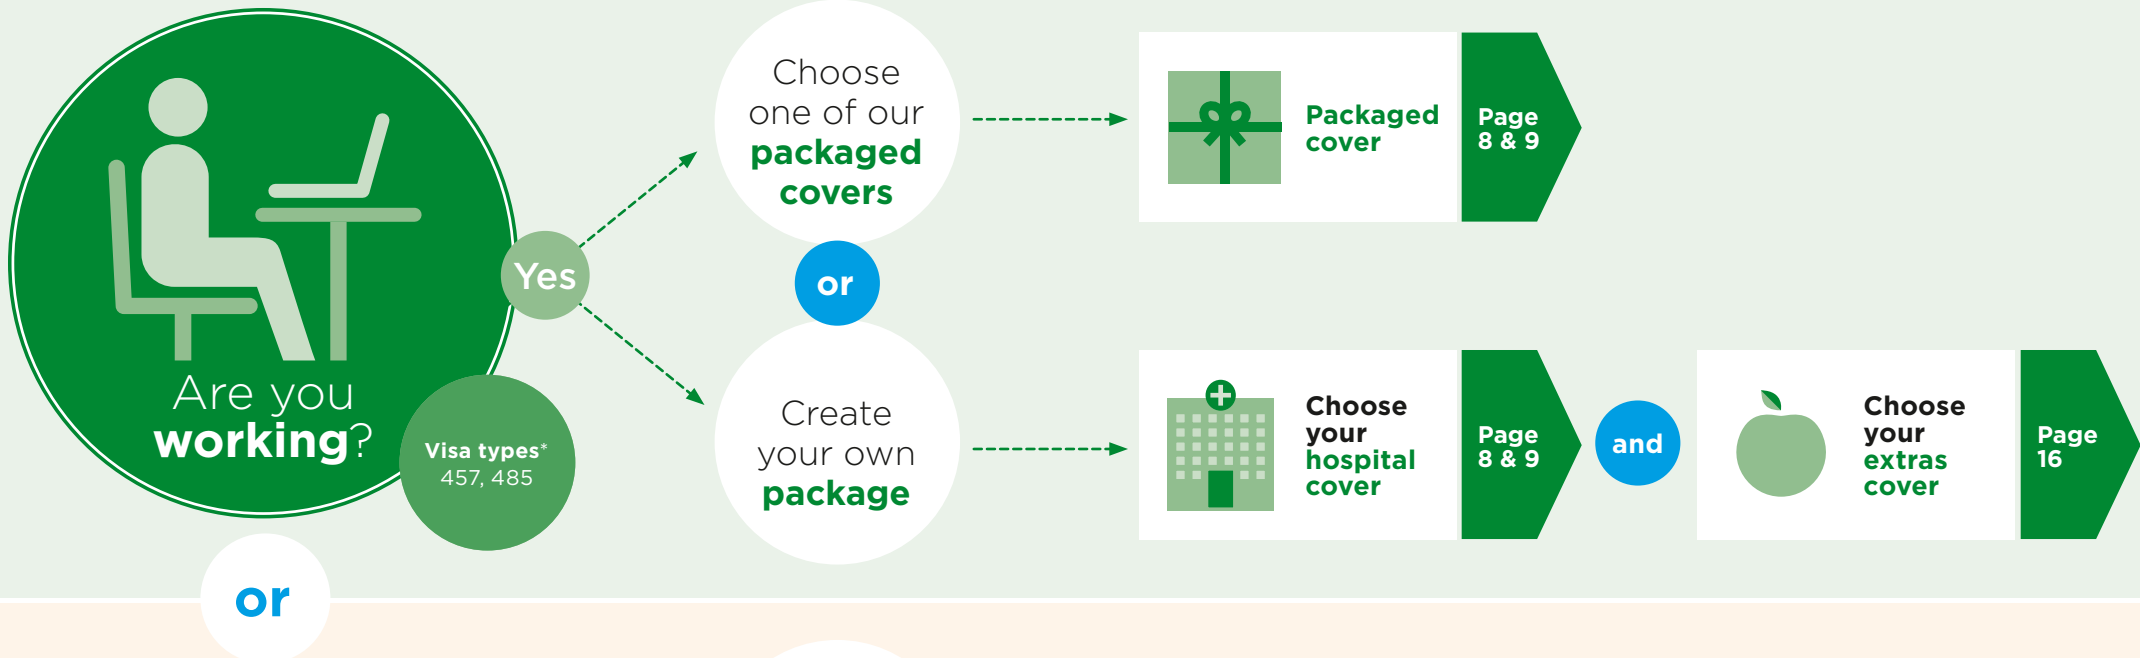 Are you
working?
Visa types*
457, 485
Yes
Choose
one of our
packaged
covers
Packaged
cover
Page
8 & 9
or
Create
your own
package
Choose
your
hospital
cover
Page
8 & 9
and
Choose
your
extras
cover
Page
16
or